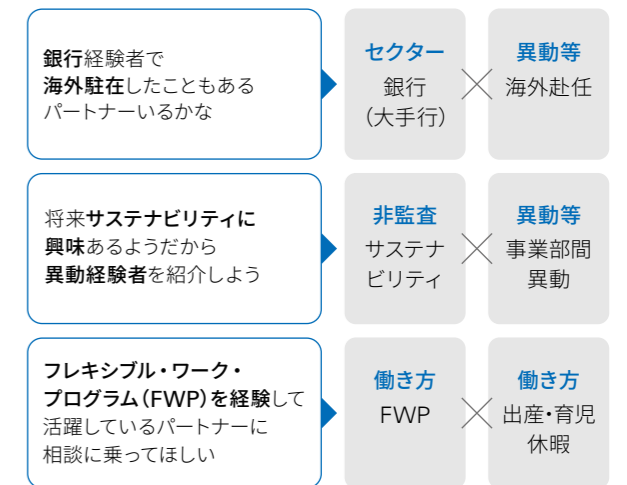 銀行経験者で
海外駐在したこともある
パートナーいるかな
セクター
銀行
（大手行）
異動等
海外赴任
将来サステナビリティに
興味あるようだから
異動経験者を紹介しよう
非監査
サステナ
ビリティ
異動等
事業部間
異動
フレキシブル・ワーク・
プログラム（FWP）を経験して
活躍しているパートナーに
相談に乗ってほしい
働き方
FWP
働き方
出産・育児
休暇